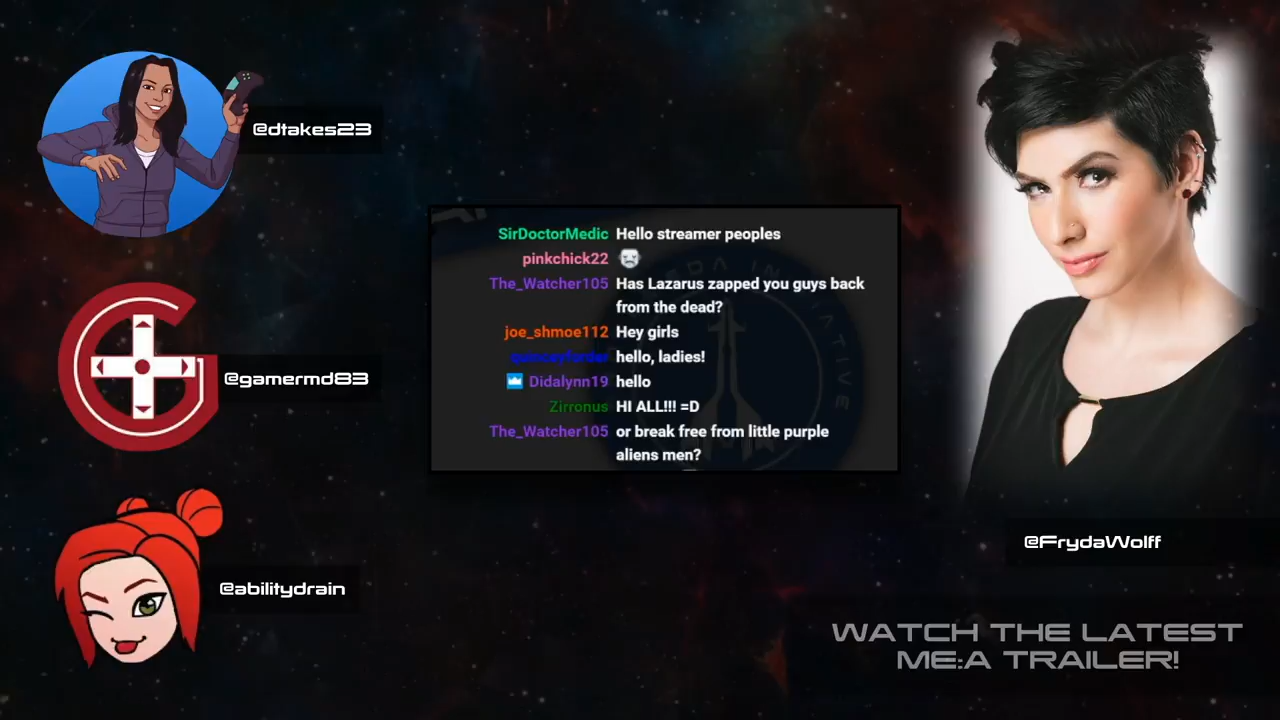 @dtakes23
@gamermd83
@abilitydrain
SirDoctorMedic Hello streamer peoples
pinkchick22
The_Watcher105 Has Lazarus zapped you guys back
from the dead?
joe_shmoe112 Hey girls
hello, ladies!
Didalynn19 hello
Zirronus HI ALL!!! =D
The_Watcher105 or break free from little purple
aliens men?
@FrydaWolff
WATCH THE LATEST
ME:A TRAILER!